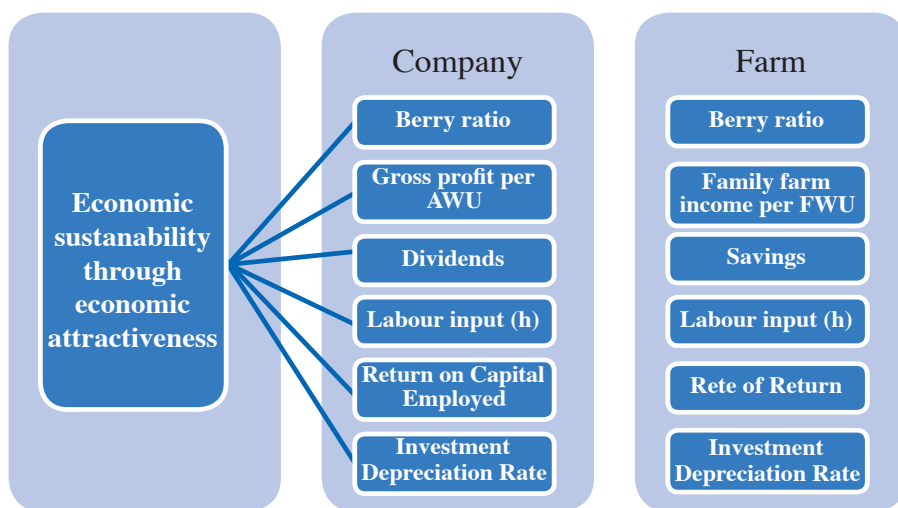 Economic
sustanability
through
economic
attractiveness
Company
Berry ratio
Gross profit per
AWU
Dividends
Labour input (h)
Return on Capital
Employed
Investment
Depreciation Rate
Farm
Berry ratio
Family farm
income per FWU
Savings
Labour input (h)
Rete of Return
Investment
Depreciation Rate